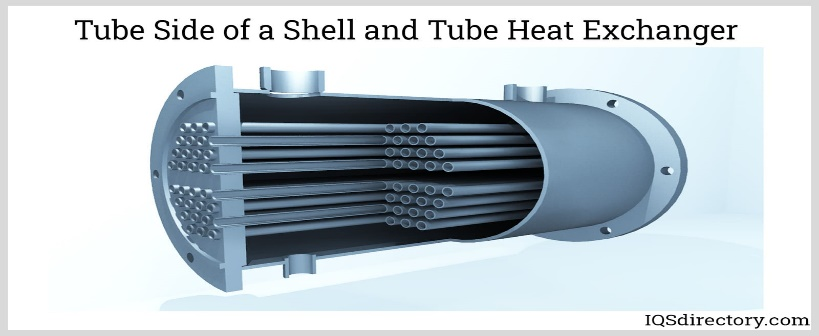 Tube Side of a Shell and Tube Heat Exchanger
IQSdirectory.com